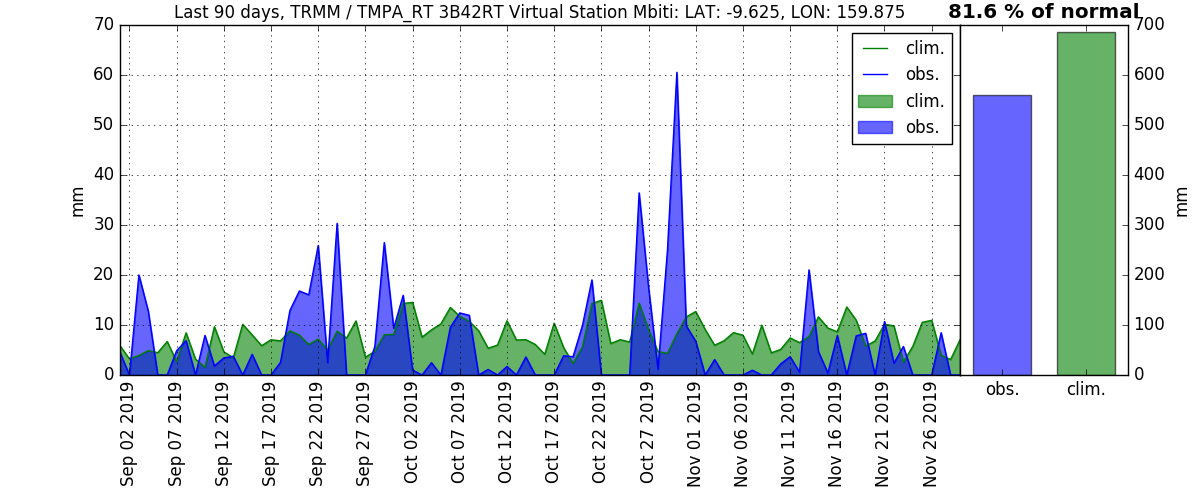 Last 90 days, TRMM / TMPA_RT 3B42RT Virtual Station Mbiti: LAT: -9.625, LON: 159.875
81.6 % of normal
70
60
50
40
30
20
10
0
mm
clim.
obs.
clim.
obs.
Sep 02 2019
Sep 07 2019
Sep 12 2019
Sep 17 2019
Sep 22 2019
Sep 27 2019
Oct 02 2019
Oct 07 2019
Oct 12 2019
Oct 17 2019
Oct 22 2019
Oct 27 2019
Nov 01 2019
Nov 06 2019
Nov 11 2019
Nov 16 2019
Nov 21 2019
Nov 26 2019
700
600
500
400
300
200
100
0
mm
obs.
clim.